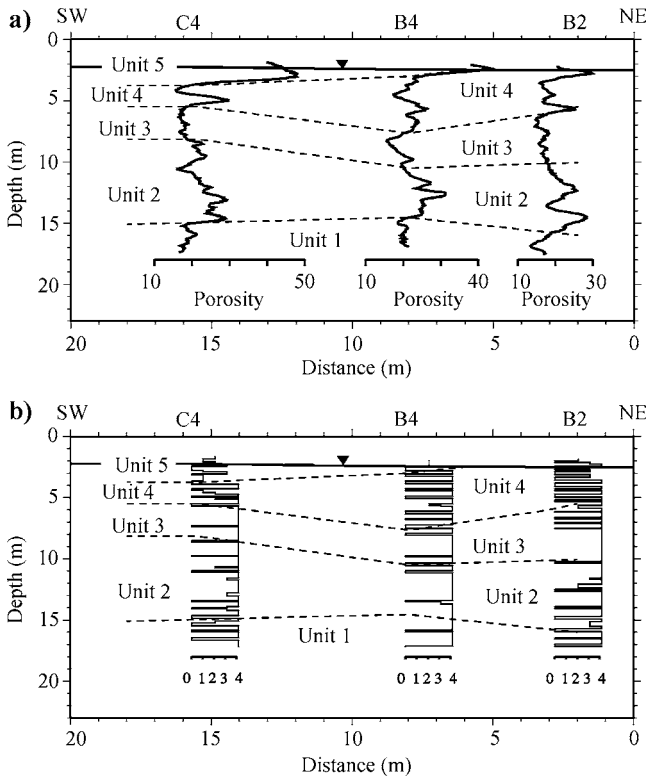 a) SW C4 B4 B2 NE
0
Unit 5
5
Unit 4 Unit 4
Unit 3
Unit 3
10
Depth (m)
Unit 2 Unit 2
15
Unit 1
10 50 10 40 10 30
Porosity Porosity Porosity
20
20 15 10 5 0
Distance (m)
b) SW C4 B4 B2 NE
0
Unit 5
Unit 4
5
Unit 4
Unit 3
Unit 3
10
Depth (m)
Unit 2 Unit 2
15
Unit 1
0 1 2 3 4 0 1 2 3 4 0 1 2 3 4
20
20 15 10 5 0
Distance (m)